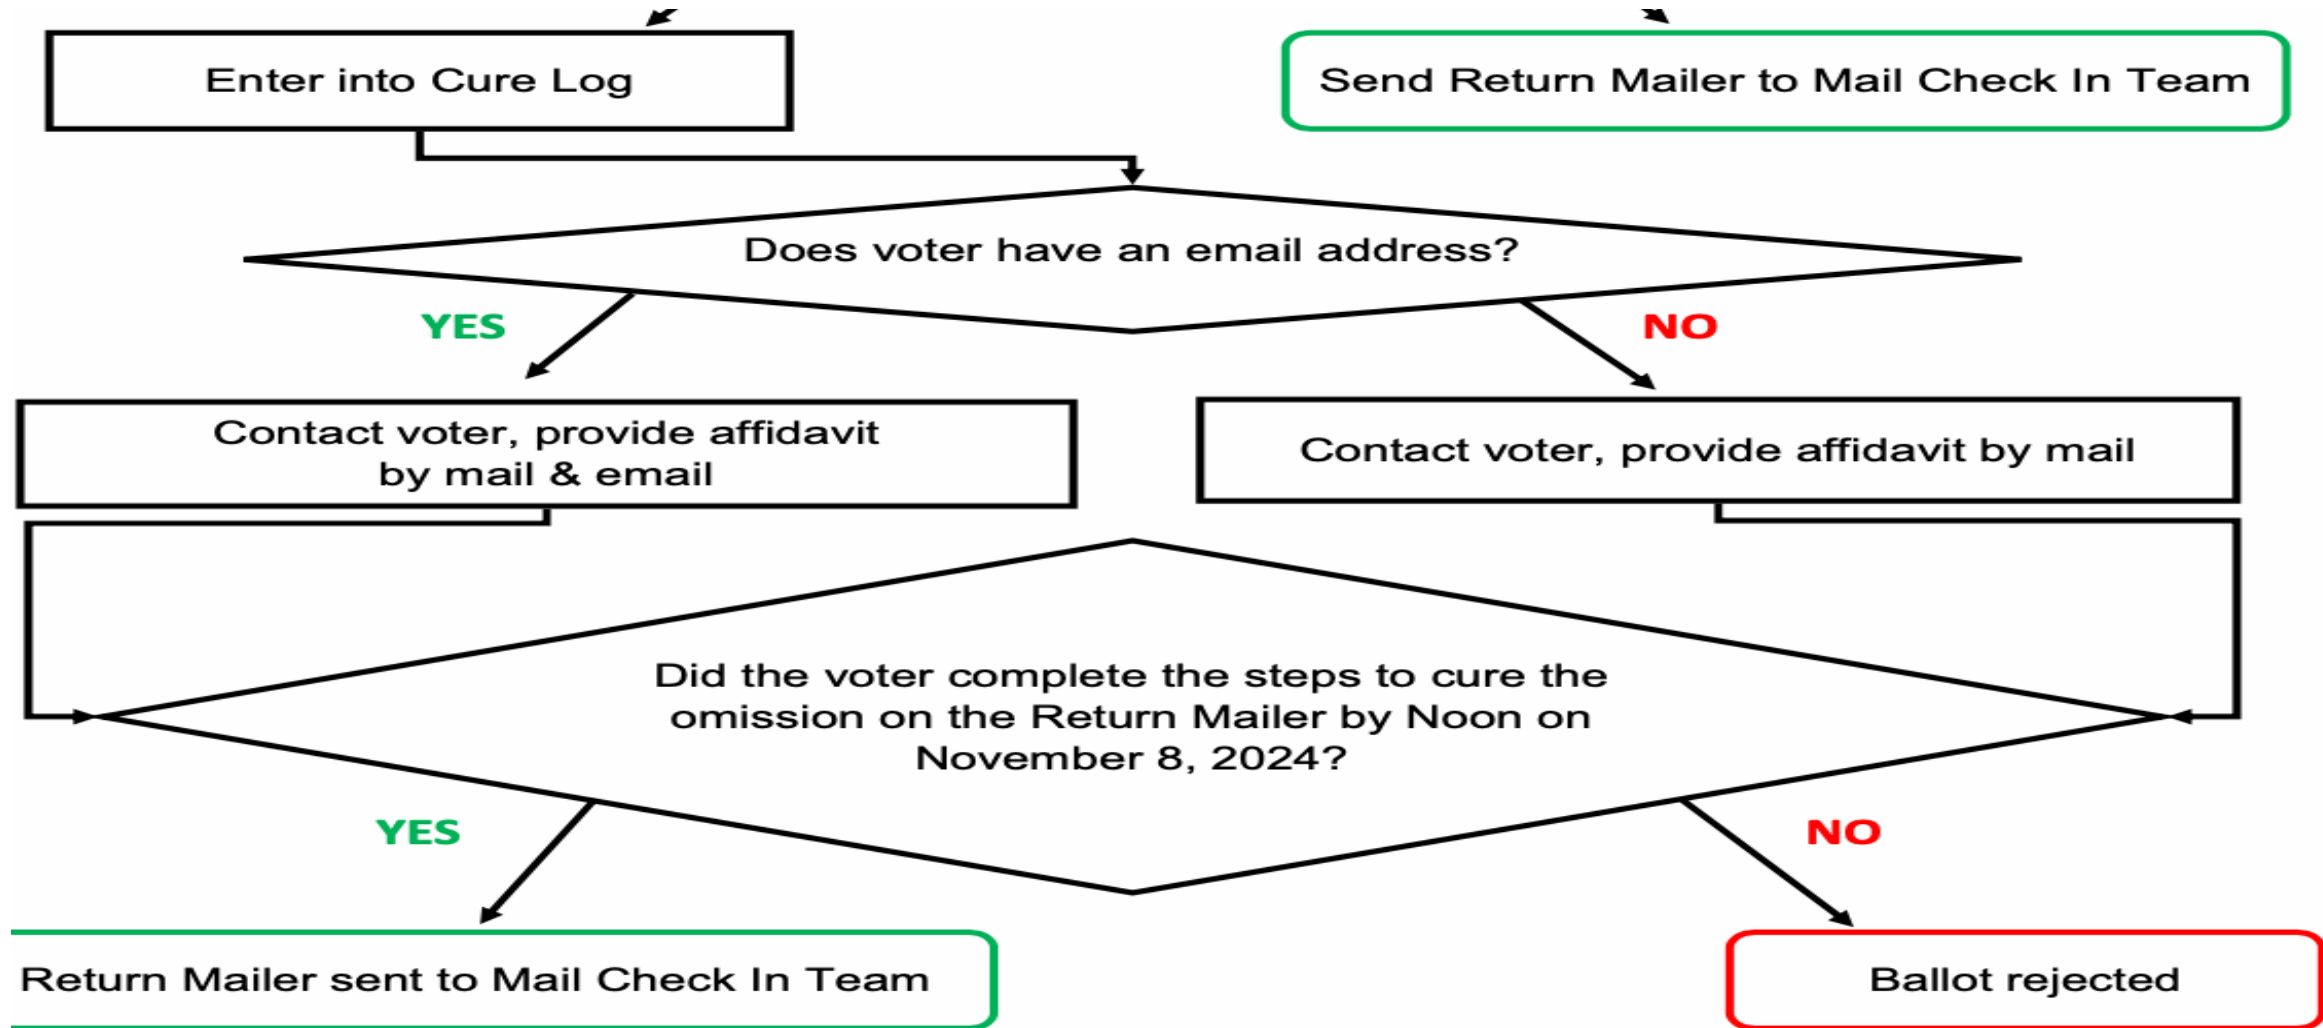 Enter into Cure Log
Send Return Mailer to Mail Check In Team
Does voter have an email address?
YES
NO
Contact voter, provide affidavit
by mail & email
Contact voter, provide affidavit by mail
Did the voter complete the steps to cure the
omission on the Return Mailer by Noon on
November 8, 2024?
YES
NO
Return Mailer sent to Mail Check In Team
Ballot rejected